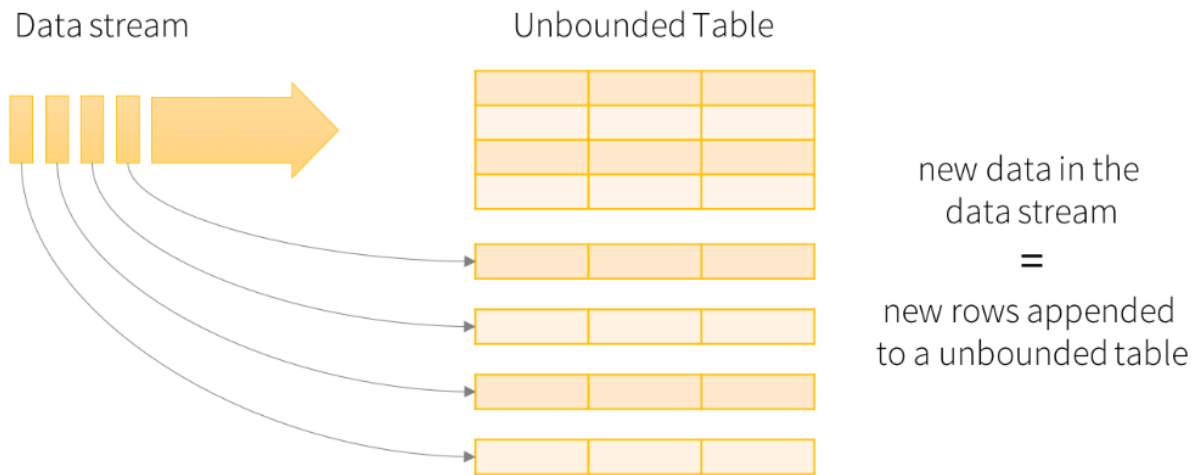 Data stream
Unbounded Table
new data in the
data stream
=
new rows appended
to a unbounded table